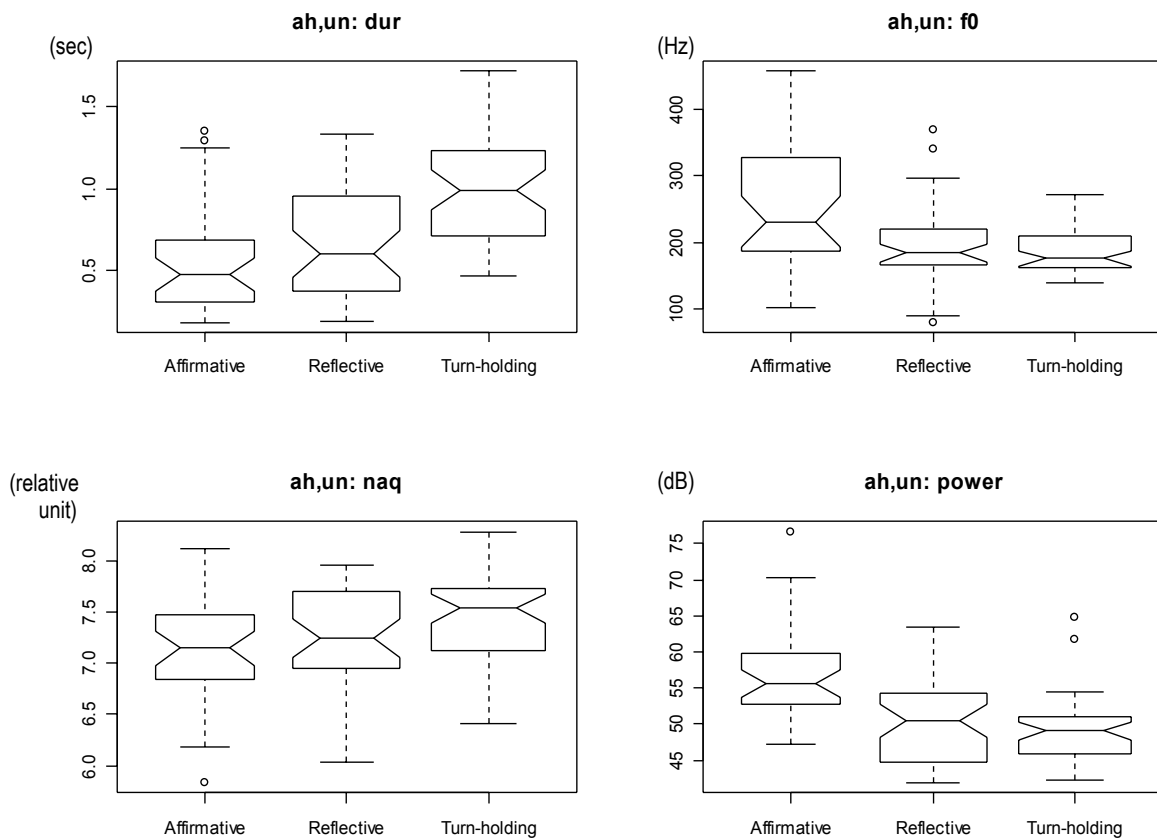 ah,un: dur
(sec)
1.5
1.0
0.5
Affirmative Reflective Turn-holding
ah,un: f0
(Hz)
400
300
200
100
Affirmative Reflective Turn-holding
ah,un: naq
(relative
unit)
8.0
7.5
7.0
6.5
6.0
Affirmative Reflective Turn-holding
ah,un: power
(dB)
75
70
65
60
55
50
45
Affirmative Reflective Turn-holding